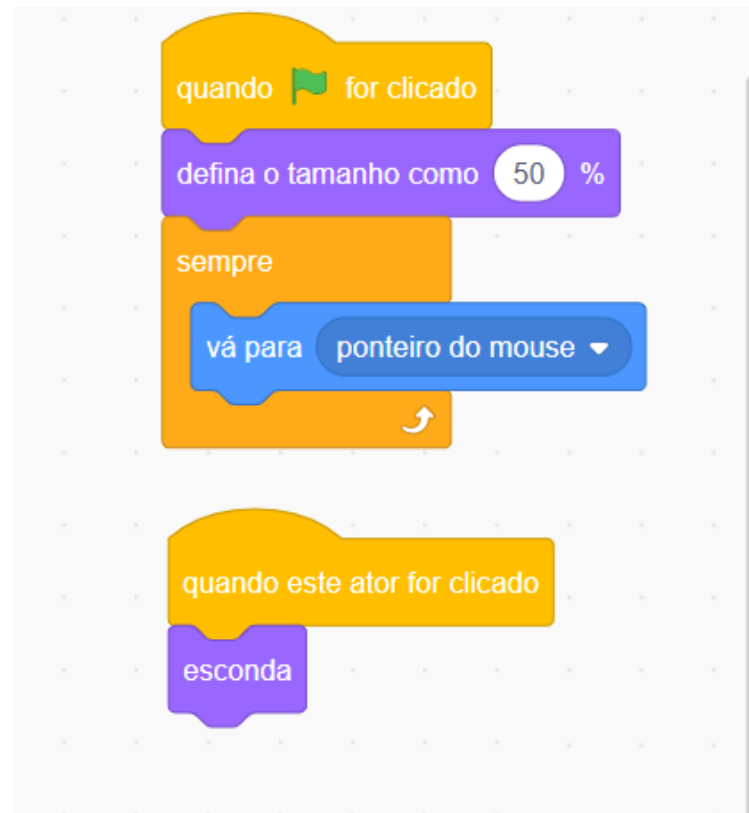 quando for clicado
defina o tamanho como 50 %
sempre
vá para ponteiro do mouse
quando este ator for clicado
esconda